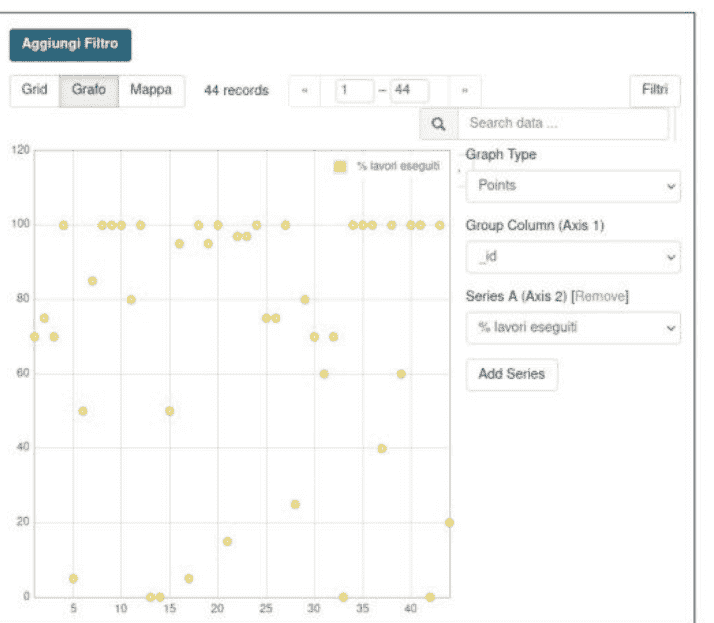 Aggiungi Filtro
Grid Grafo Mappa 44 records « 1 – 44 » Filtri
Search data ...
Graph Type
Points
Group Column (Axis 1)
_id
Series A (Axis 2) [Remove]
% lavori eseguiti
Add Series
% lavori eseguiti
120
100
80
60
40
20
0
5 10 15 20 25 30 35 40